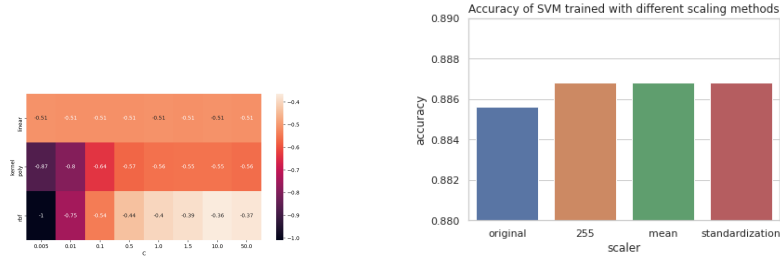 Accuracy of SVM trained with different scaling methods
0.890
0.888
0.886
0.884
0.882
0.880
accuracy
original 255 mean standardization
scaler
linear -0.51 -0.51 -0.51 -0.51 -0.51 -0.51 -0.51 -0.51
kernel
poly -0.87 -0.8 -0.64 -0.57 -0.56 -0.55 -0.55 -0.56
rbf -1 -0.75 -0.54 -0.44 -0.4 -0.39 -0.36 -0.37
0.005 0.01 0.1 0.5 1.0 1.5 10.0 50.0
C
-0.4
-0.5
-0.6
-0.7
-0.8
-0.9
-1.0